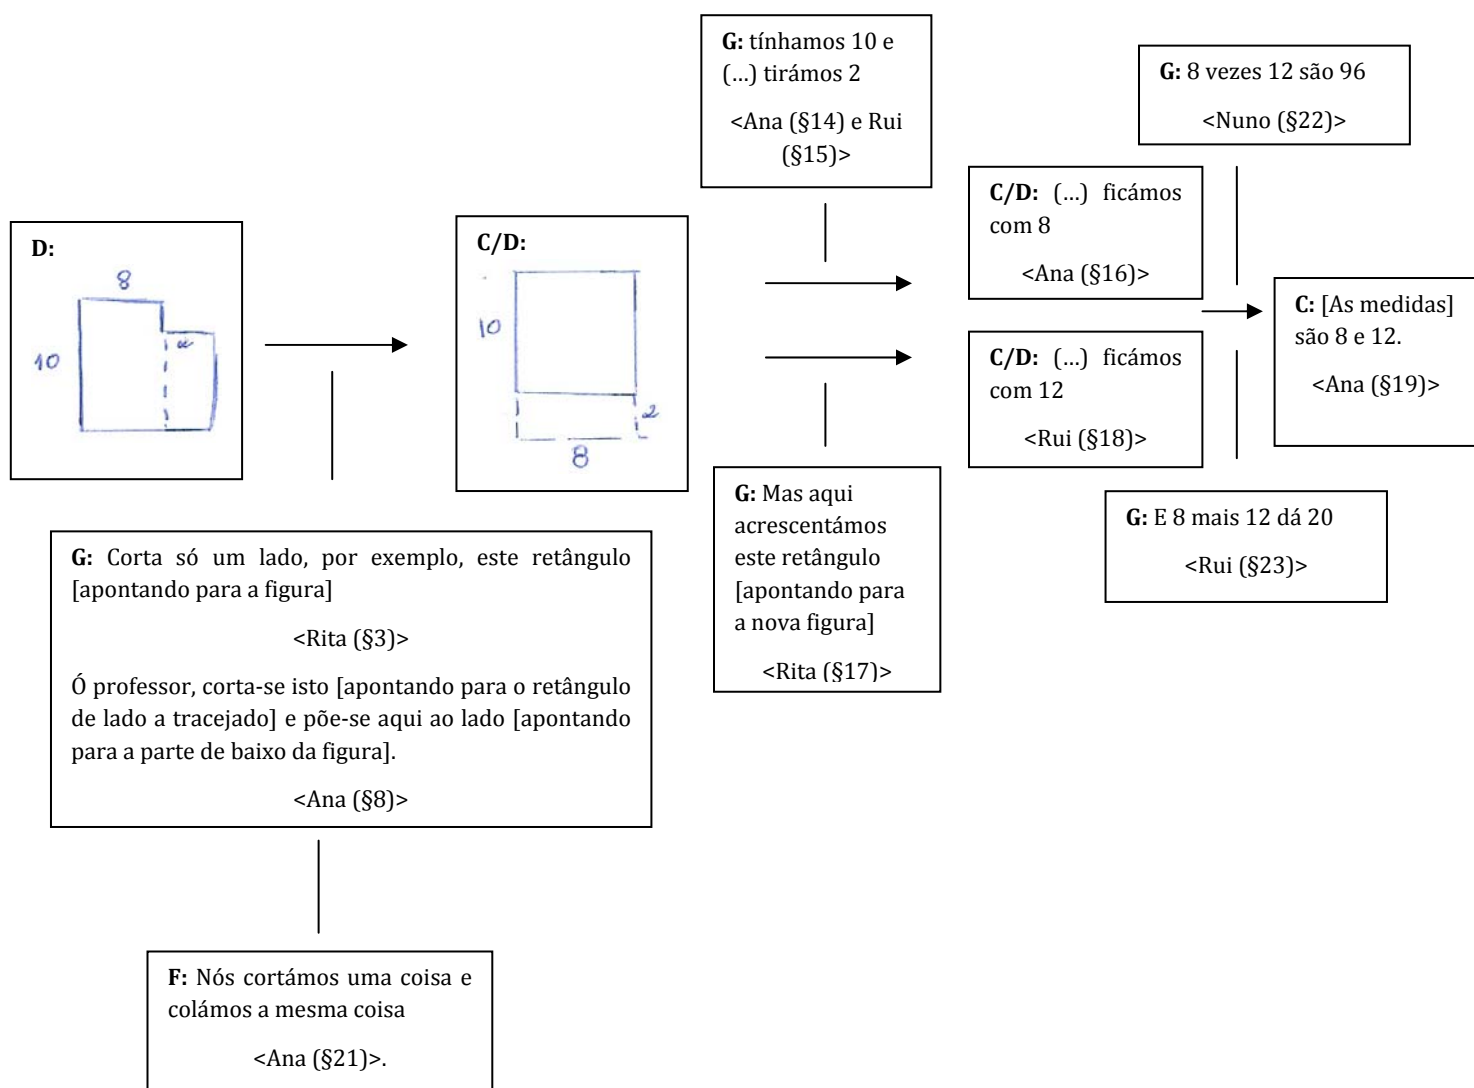 D:
8
10
2
C/D:
10
2
8
G: Corta só um lado, por exemplo, este retângulo
[apontando para a figura]
<Rita (§3)>
Ó professor, corta-se isto [apontando para o retângulo
de lado a tracejado] e põe-se aqui ao lado [apontando
para a parte de baixo da figura].
<Ana (§8)>
F: Nós cortámos uma coisa e
colámos a mesma coisa
<Ana (§21)>.
G: tínhamos 10 e
(…) tirámos 2
<Ana (§14) e Rui
(§15)>
G: Mas aqui
acrescentámos
este retângulo
[apontando para
a nova figura]
<Rita (§17)>
C/D: (…) ficámos
com 8
<Ana (§16)>
C/D: (…) ficámos
com 12
<Rui (§18)>
G: 8 vezes 12 são 96
<Nuno (§22)>
C: [As medidas]
são 8 e 12.
<Ana (§19)>
G: E 8 mais 12 dá 20
<Rui (§23)>